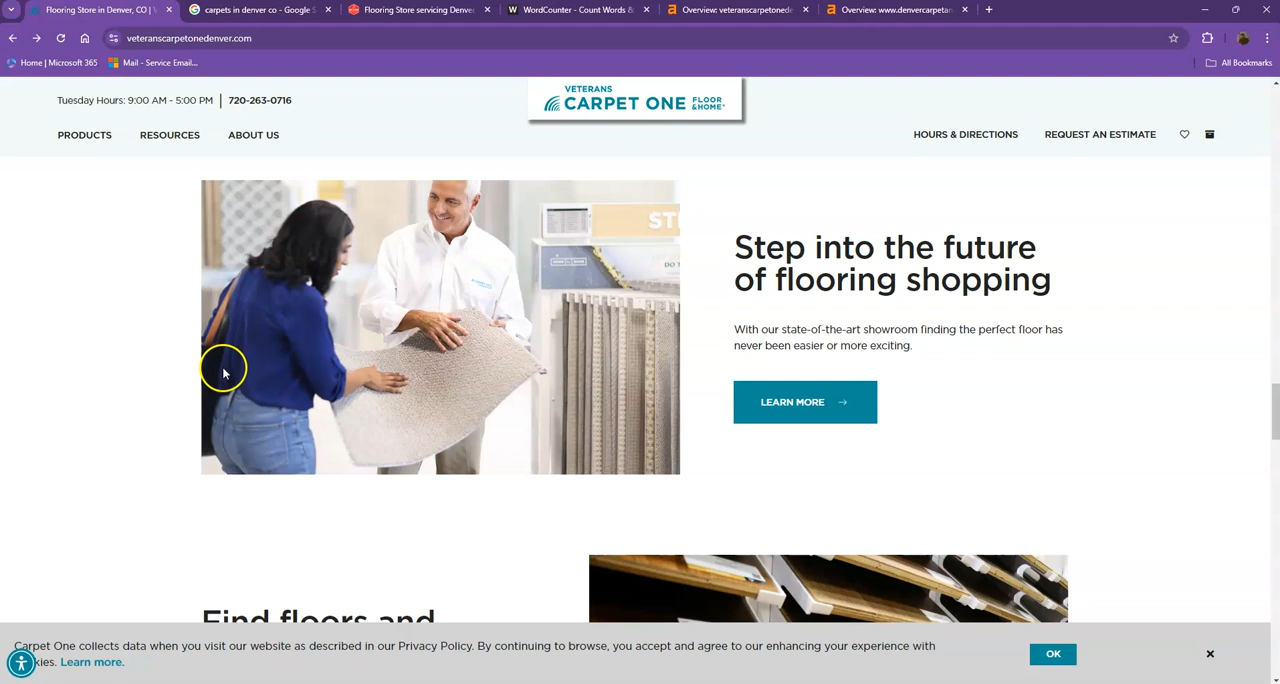 Flooring Store in Denver, CO |
carpets in denver co - Google S
Flooring Store servicing Denver
WordCounter - Count Words &
Overview: veteranscarpetonede
Overview: www.denvercarpetan
veteranscarpetonedenver.com
Home | Microsoft 365
Mail - Service Email...
All Bookmarks
Tuesday Hours: 9:00 AM - 5:00 PM | 720-263-0716
VETERANS
CARPET ONE FLOOR &HOME
PRODUCTS RESOURCES ABOUT US
HOURS & DIRECTIONS REQUEST AN ESTIMATE
ST
Step into the future
of flooring shopping
With our state-of-the-art showroom finding the perfect floor has
never been easier or more exciting.
LEARN MORE →
Find floors and
Carpet One collects data when you visit our website as described in our Privacy Policy. By continuing to browse, you accept and agree to our enhancing your experience with
kies. Learn more.
OK